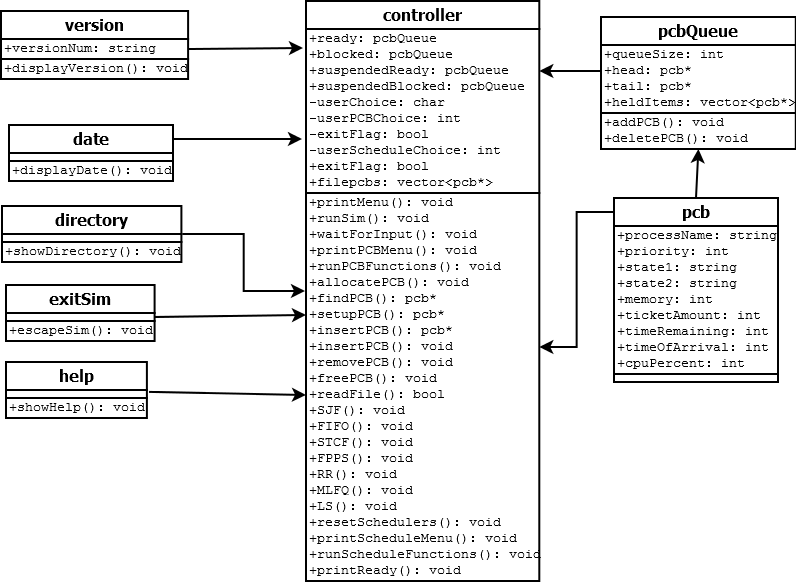 version
+versionNum: string
+displayVersion(): void
date
+displayDate(): void
directory
+showDirectory(): void
exitSim
+escapeSim(): void
help
+showHelp(): void
controller
+ready: pcbQueue
+blocked: pcbQueue
+suspendedReady: pcbQueue
+suspendedBlocked: pcbQueue
-userChoice: char
-userPCBChoice: int
-exitFlag: bool
-userScheduleChoice: int
+exitFlag: bool
+filepcbs: vector<pcb*>
+printMenu(): void
+runSim(): void
+waitForInput(): void
+printPCBMenu(): void
+runPCBFunctions(): void
+allocatePCB(): void
+findPCB(): pcb*
+setupPCB(): pcb*
+insertPCB(): pcb*
+insertPCB(): void
+removePCB(): void
+freePCB(): void
+readFile(): bool
+SJF(): void
+FIFO(): void
+STCF(): void
+FPPS(): void
+RR(): void
+MLFQ(): void
+LS(): void
+resetSchedulers(): void
+printScheduleMenu(): void
+runScheduleFunctions(): void
+printReady(): void
pcbQueue
+queueSize: int
+head: pcb*
+tail: pcb*
+heldItems: vector<pcb*>
+addPCB(): void
+deletePCB(): void
pcb
+processName: string
+priority: int
+state1: string
+state2: string
+memory: int
+ticketAmount: int
+timeRemaining: int
+timeOfArrival: int
+cpuPercent: int